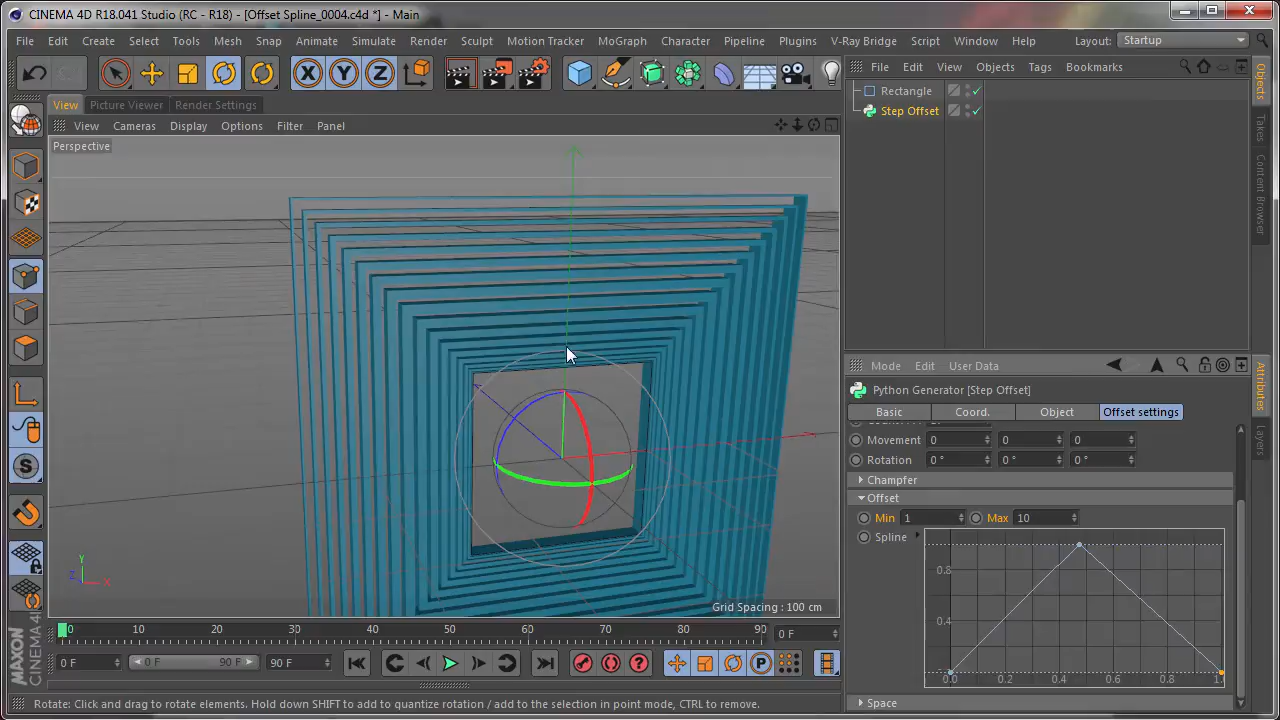 CINEMA 4D R18.041 Studio (RC - R18) - [Offset Spline_0004.c4d *] - Main
File Edit Create Select Tools Mesh Snap Animate Simulate Render Sculpt Motion Tracker MoGraph Character Pipeline Plugins V-Ray Bridge Script Window Help Layout: Startup
X Y Z
File Edit View Objects Tags Bookmarks
View Picture Viewer Render Settings
Rectangle
Step Offset
View Cameras Display Options Filter Panel
Perspective
Objects
Takes
Content Browser
Mode Edit User Data
Python Generator [Step Offset]
Basic Coord. Object Offset settings
Attributes
Layers
Movement 0 0 0
Rotation 0 ° 0 ° 0 °
Champfer
Offset
Min 1 Max 10
Spline
0.8
0.4
0.0 0.2 0.4 0.6 0.8 1.
Space
S
Y
Z X
Grid Spacing : 100 cm
0 10 20 30 40 50 60 70 80 90 0 F
0 F 0 F 90 F 90 F
P
MAXON CINEMA 4D
Rotate: Click and drag to rotate elements. Hold down SHIFT to add to quantize rotation / add to the selection in point mode, CTRL to remove.